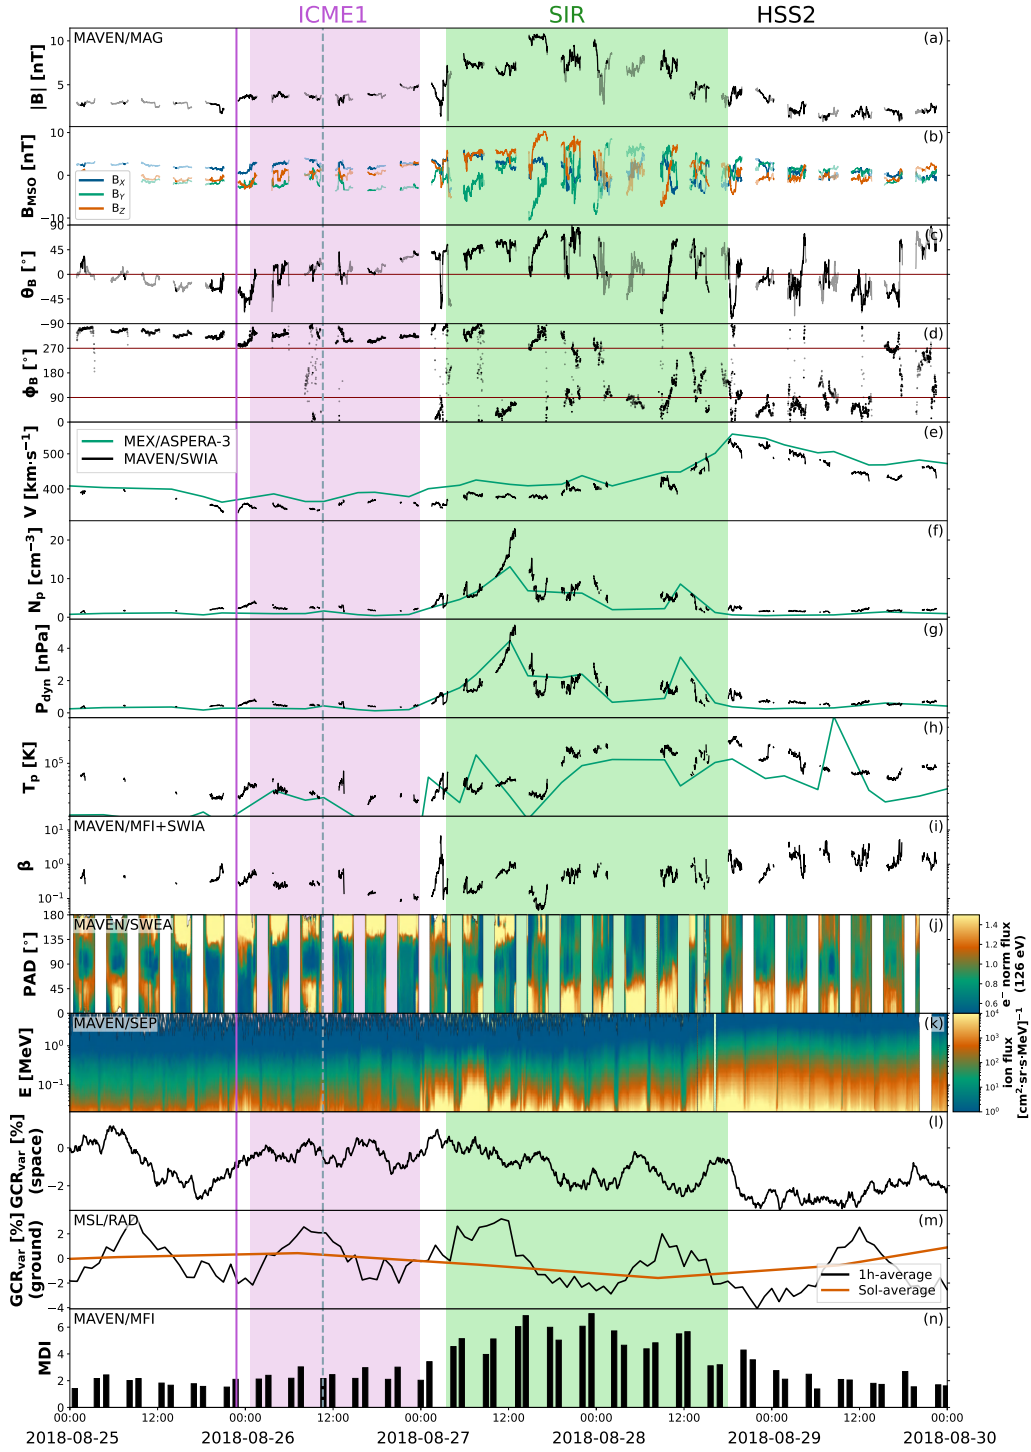 ICME1 SIR HSS2
MAVEN/MAG (a)
|B| [nT]
10
5
(b)
B_MSO [nT]
10
0
−10
B_X
B_Y
B_Z
(c)
θ_B [°]
90
45
0
−45
−90
(d)
ϕ_B [°]
270
180
90
0
(e)
V [km·s⁻¹]
500
400
MEX/ASPERA-3
MAVEN/SWIA
(f)
N_p [cm⁻³]
20
10
0
(g)
P_dyn [nPa]
4
2
0
(h)
T_p [K]
10⁵
MAVEN/MFI+SWIA (i)
β
10¹
10⁰
10⁻¹
MAVEN/SWEA (j)
PAD [°]
180
135
90
45
0
1.4
1.2
1.0
0.8
0.6
e⁻ norm flux
(126 eV)
MAVEN/SEP (k)
E [MeV]
10⁰
10⁻¹
10⁴
10³
10²
10¹
10⁰
ion flux
[cm²·sr·s·MeV]⁻¹
(l)
GCR_var [%]
(space)
0
−2
MSL/RAD (m)
GCR_var [%]
(ground)
2
0
−2
−4
1h-average
Sol-average
MAVEN/MFI (n)
MDI
6
4
2
0
00:00 12:00 00:00 12:00 00:00 12:00 00:00 12:00 00:00 12:00 00:00
2018-08-25 2018-08-26 2018-08-27 2018-08-28 2018-08-29 2018-08-30